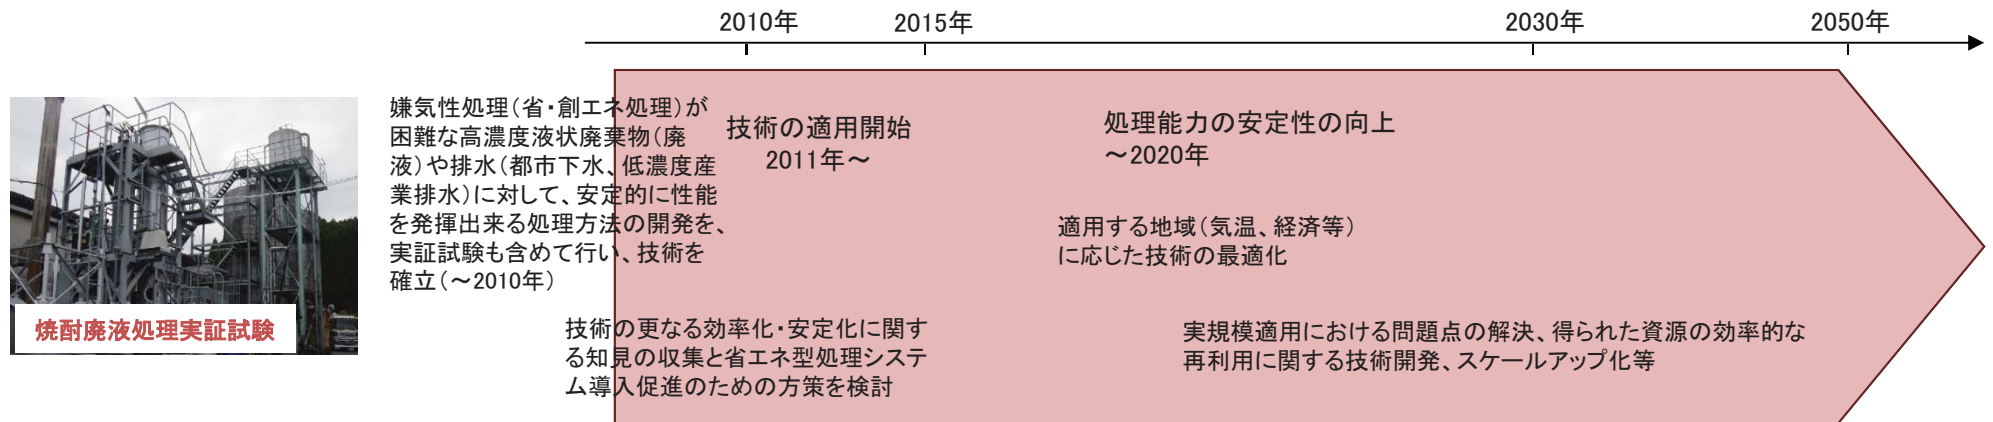 2010年
2015年
2030年
2050年
嫌気性処理（省・創エネ処理）が
困難な高濃度液状廃棄物（廃
液）や排水（都市下水、低濃度産
業排水）に対して、安定的に性能
を発揮出来る処理方法の開発を、
実証試験も含めて行い、技術を
確立（～2010年）
技術の適用開始
2011年～
処理能力の安定性の向上
～2020年
適用する地域（気温、経済等）
に応じた技術の最適化
焼酎廃液処理実証試験
技術の更なる効率化・安定化に関す
る知見の収集と省エネ型処理システ
ム導入促進のための方策を検討
実規模適用における問題点の解決、得られた資源の効率的な
再利用に関する技術開発、スケールアップ化等